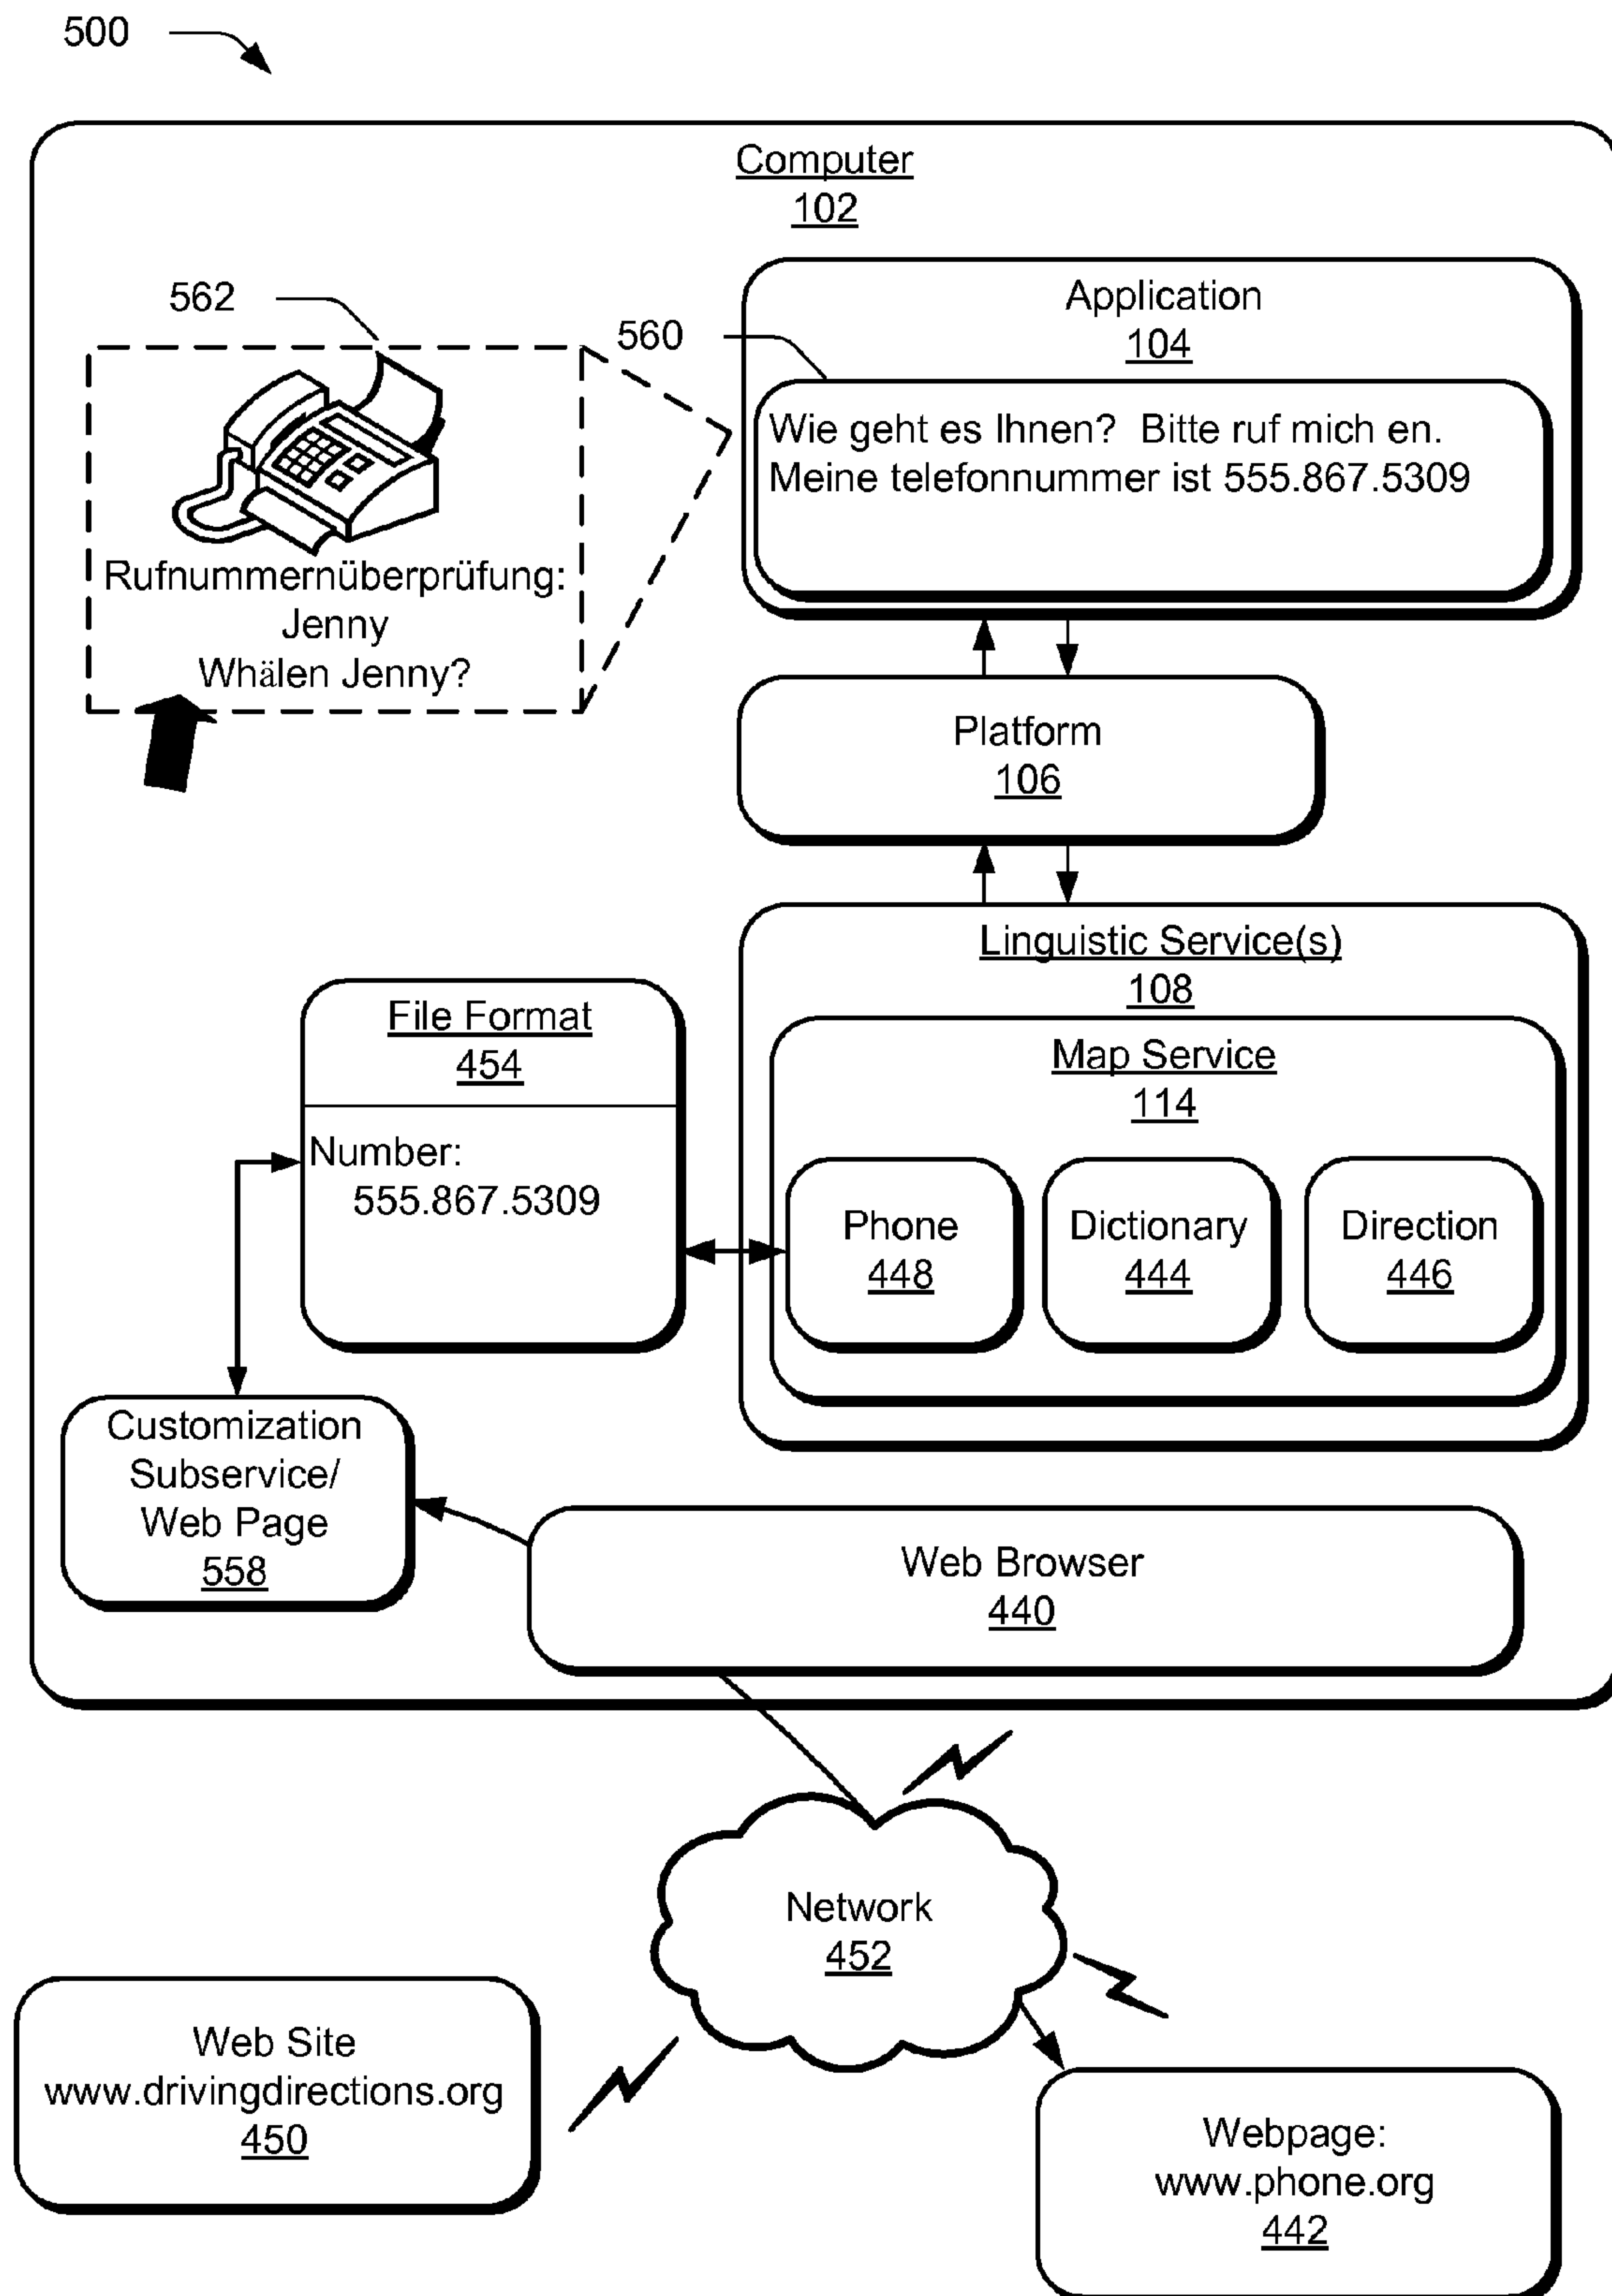 500
Computer
102
562
560
Application
104
Wie geht es Ihnen?  Bitte ruf mich en.
Meine telefonnummer ist 555.867.5309
Rufnummernüberprüfung:
Jenny
Whälen Jenny?
Platform
106
Linguistic Service(s)
108
File Format
454
Number:
555.867.5309
Map Service
114
Phone
448
Dictionary
444
Direction
446
Customization
Subservice/
Web Page
558
Web Browser
440
Network
452
Web Site
www.drivingdirections.org
450
Webpage:
www.phone.org
442